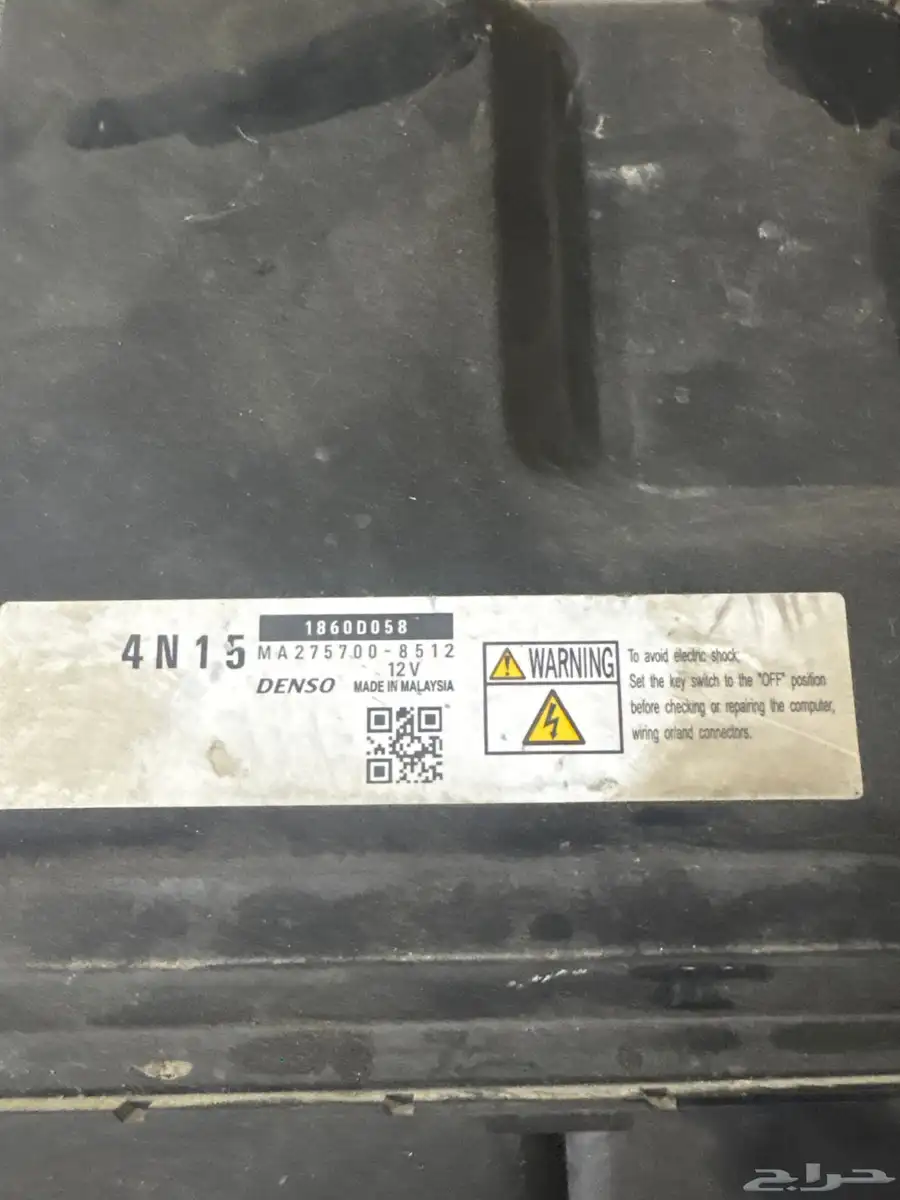 4N15
1860D058
MA275700-8512
12V
DENSO MADE IN MALAYSIA
WARNING
To avoid electric shock,
Set the key switch to the "OFF" position
before checking or repairing the computer,
wiring or/and connectors.
حراج